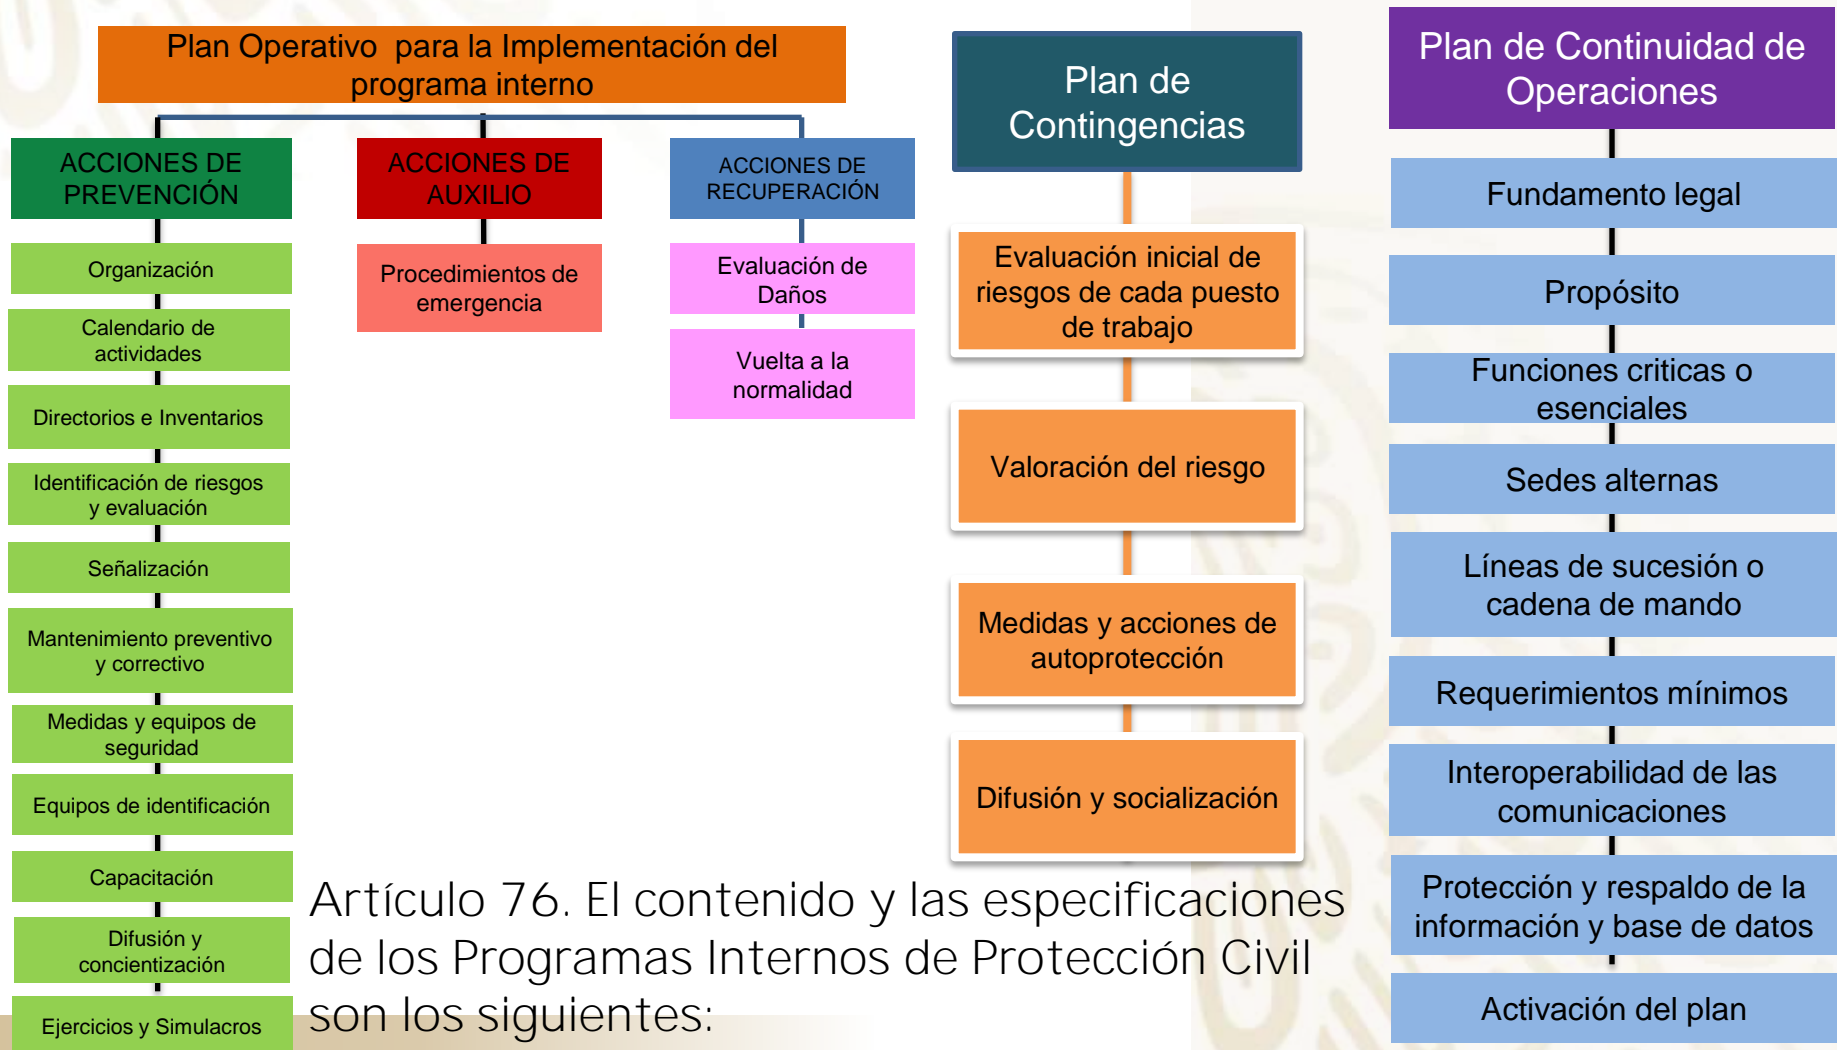 Plan Operativo para la Implementación del
programa interno
ACCIONES DE
PREVENCIÓN
Organización
Calendario de
actividades
Directorios e Inventarios
Identificación de riesgos
y evaluación
Señalización
Mantenimiento preventivo
y correctivo
Medidas y equipos de
seguridad
Equipos de identificación
Capacitación
Difusión y
concientización
Ejercicios y Simulacros
ACCIONES DE
AUXILIO
Procedimientos de
emergencia
ACCIONES DE
RECUPERACIÓN
Evaluación de
Daños
Vuelta a la
normalidad
Plan de
Contingencias
Evaluación inicial de
riesgos de cada puesto
de trabajo
Valoración del riesgo
Medidas y acciones de
autoprotección
Difusión y socialización
Plan de Continuidad de
Operaciones
Fundamento legal
Propósito
Funciones criticas o
esenciales
Sedes alternas
Líneas de sucesión o
cadena de mando
Requerimientos mínimos
Interoperabilidad de las
comunicaciones
Protección y respaldo de la
información y base de datos
Activación del plan
Artículo 76. El contenido y las especificaciones
de los Programas Internos de Protección Civil
son los siguientes: